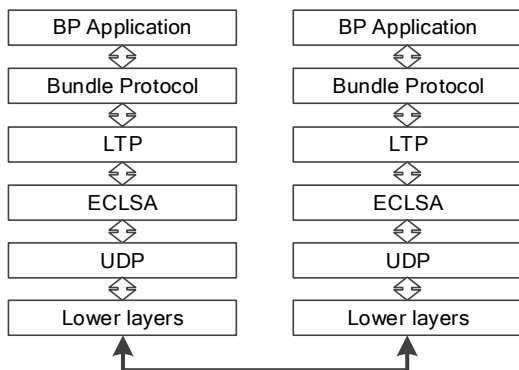 BP Application
Bundle Protocol
LTP
ECLSA
UDP
Lower layers
BP Application
Bundle Protocol
LTP
ECLSA
UDP
Lower layers